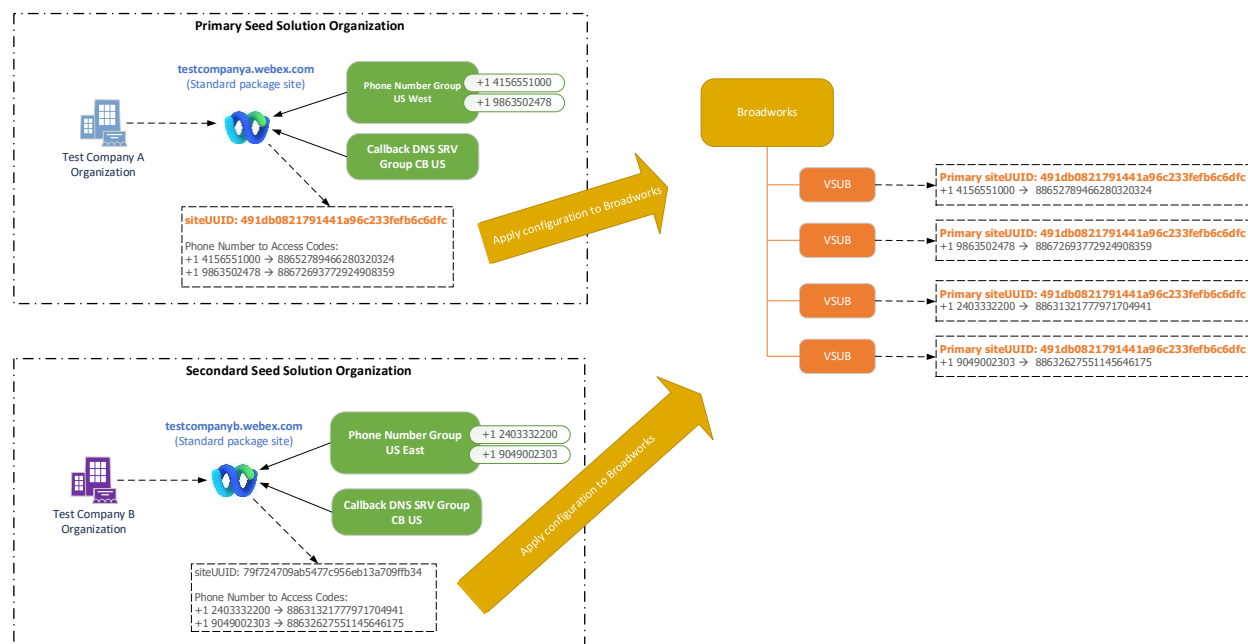 Primary Seed Solution Organization
testcompanya.webex.com
(Standard package site)
Phone Number Group
US West
+1 4156551000
+1 9863502478
Test Company A
Organization
Callback DNS SRV
Group CB US
siteUUID: 491db0821791441a96c233fefb6c6dfc
Phone Number to Access Codes:
+1 4156551000 → 88652789466280320324
+1 9863502478 → 88672693772924908359
Apply configuration to Broadworks
Secondard Seed Solution Organization
testcompanyb.webex.com
(Standard package site)
Phone Number Group
US East
+1 2403332200
+1 9049002303
Test Company B
Organization
Callback DNS SRV Group
CB US
siteUUID: 79f724709ab5477c956eb13a709ffb34
Phone Number to Access Codes:
+1 2403332200 → 88631321777971704941
+1 9049002303 → 88632627551145646175
Apply configuration to Broadworks
Broadworks
VSUB
Primary siteUUID: 491db0821791441a96c233fefb6c6dfc
+1 4156551000 → 88652789466280320324
VSUB
Primary siteUUID: 491db0821791441a96c233fefb6c6dfc
+1 9863502478 → 88672693772924908359
VSUB
Primary siteUUID: 491db0821791441a96c233fefb6c6dfc
+1 2403332200 → 88631321777971704941
VSUB
Primary siteUUID: 491db0821791441a96c233fefb6c6dfc
+1 9049002303 → 88632627551145646175